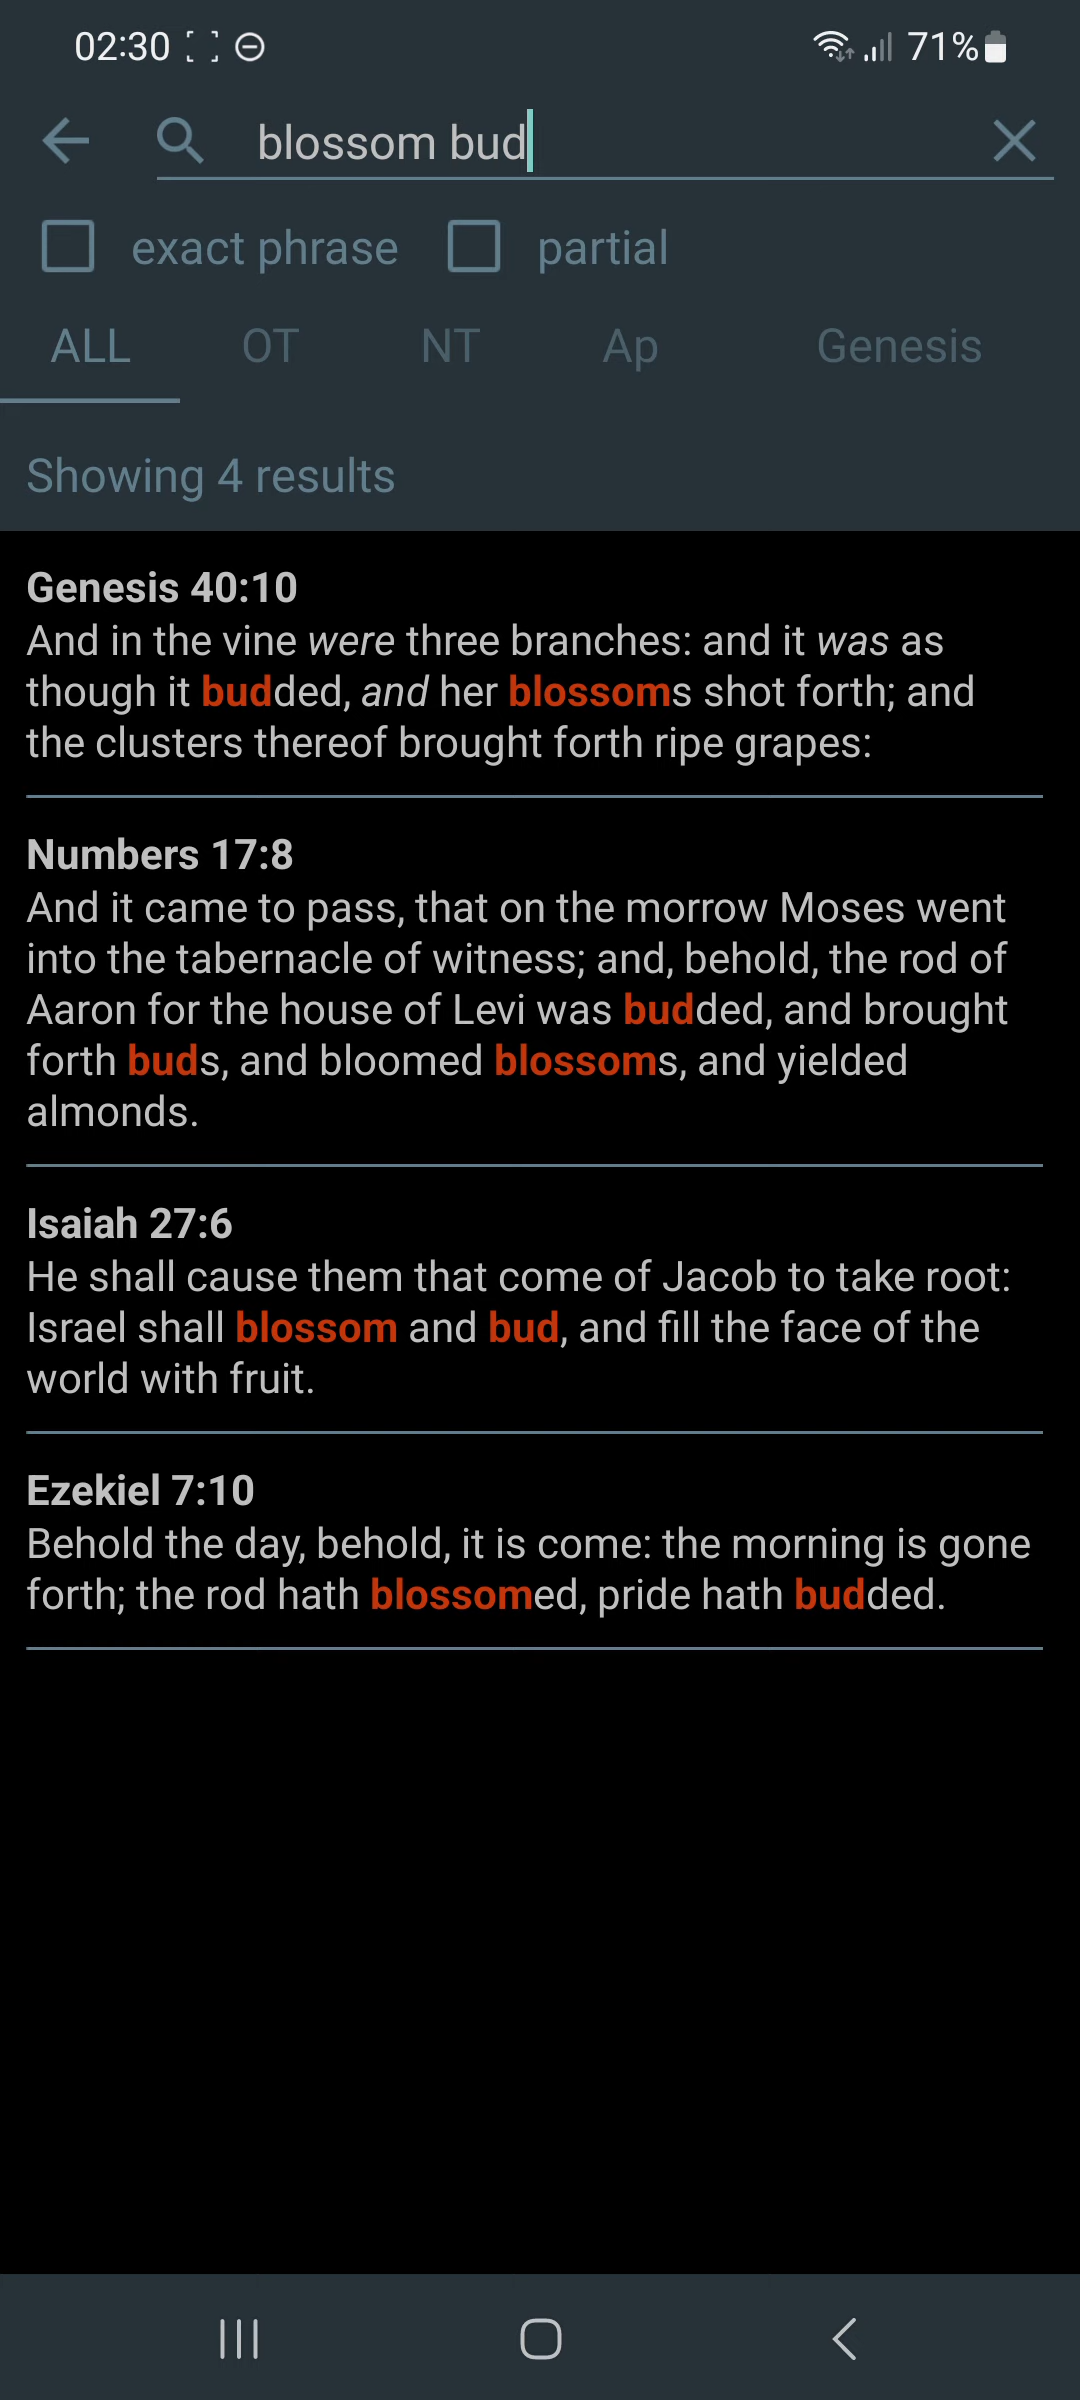 02:30
71%
blossom bud
exact phrase
partial
ALL OT NT Ap Genesis
Showing 4 results
Genesis 40:10
And in the vine were three branches: and it was as
though it budded, and her blossoms shot forth; and
the clusters thereof brought forth ripe grapes:
Numbers 17:8
And it came to pass, that on the morrow Moses went
into the tabernacle of witness; and, behold, the rod of
Aaron for the house of Levi was budded, and brought
forth buds, and bloomed blossoms, and yielded
almonds.
Isaiah 27:6
He shall cause them that come of Jacob to take root:
Israel shall blossom and bud, and fill the face of the
world with fruit.
Ezekiel 7:10
Behold the day, behold, it is come: the morning is gone
forth; the rod hath blossomed, pride hath budded.